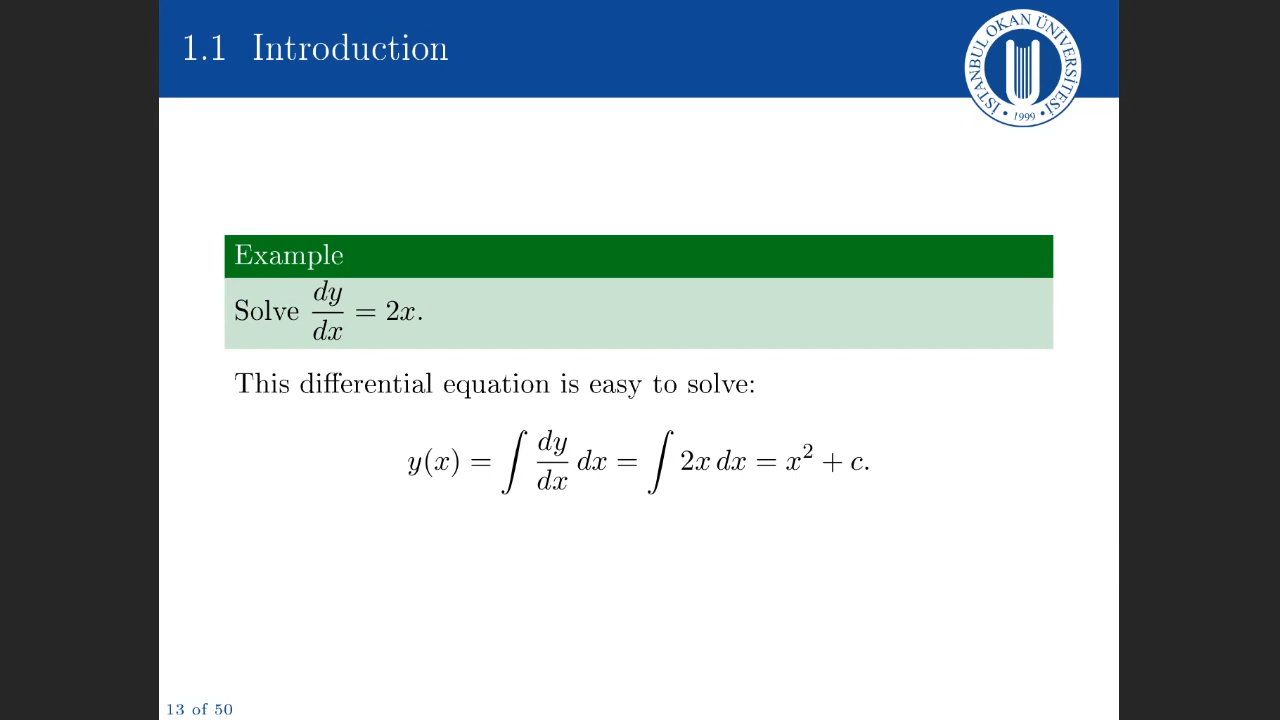 1.1 Introduction
İSTANBUL OKAN ÜNİVERSİTESİ
• 1999 •
Example
Solve dy/dx = 2x.
This differential equation is easy to solve:
y(x) = ∫ dy/dx dx = ∫ 2x dx = x² + c.
13 of 50